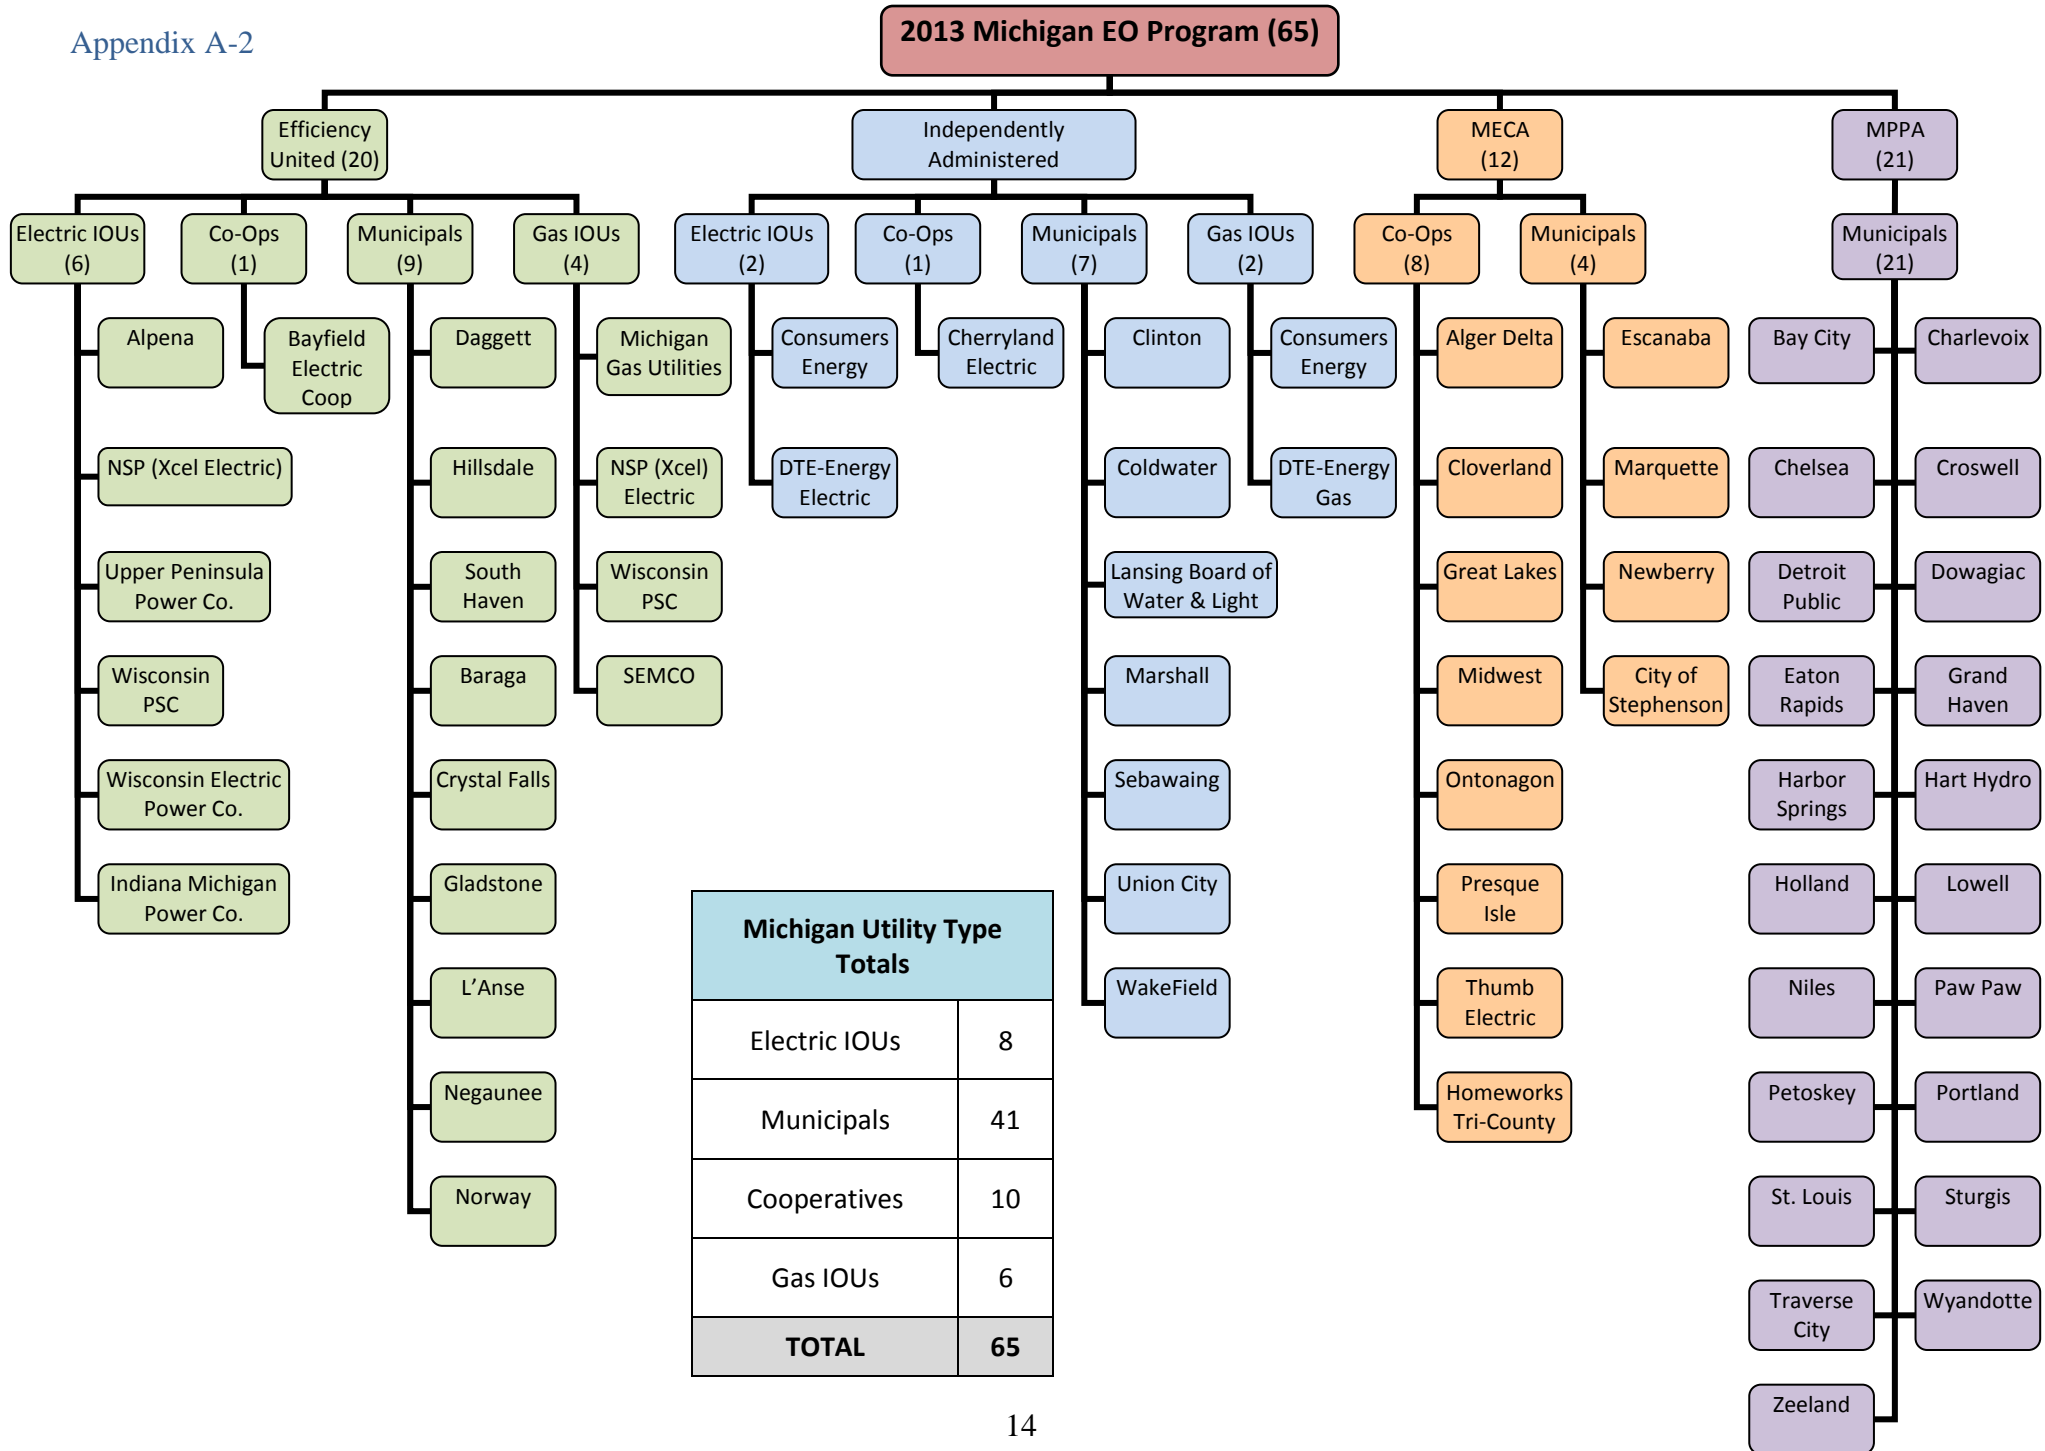 Appendix A-2
2013 Michigan EO Program (65)
Efficiency
United (20)
Independently
Administered
MECA
(12)
MPPA
(21)
Electric IOUs
(6)
Co-Ops
(1)
Municipals
(9)
Gas IOUs
(4)
Electric IOUs
(2)
Co-Ops
(1)
Municipals
(7)
Gas IOUs
(2)
Co-Ops
(8)
Municipals
(4)
Municipals
(21)
Alpena
NSP (Xcel Electric)
Upper Peninsula
Power Co.
Wisconsin
PSC
Wisconsin Electric
Power Co.
Indiana Michigan
Power Co.
Bayfield
Electric
Coop
Daggett
Hillsdale
South
Haven
Baraga
Crystal Falls
Gladstone
L'Anse
Negaunee
Norway
Michigan
Gas Utilities
NSP (Xcel)
Electric
Wisconsin
PSC
SEMCO
Consumers
Energy
DTE-Energy
Electric
Cherryland
Electric
Clinton
Coldwater
Lansing Board of
Water & Light
Marshall
Sebawaing
Union City
WakeField
Consumers
Energy
DTE-Energy
Gas
Alger Delta
Cloverland
Great Lakes
Midwest
Ontonagon
Presque
Isle
Thumb
Electric
Homeworks
Tri-County
Escanaba
Marquette
Newberry
City of
Stephenson
Bay City
Charlevoix
Chelsea
Croswell
Detroit
Public
Dowagiac
Eaton
Rapids
Grand
Haven
Harbor
Springs
Hart Hydro
Holland
Lowell
Niles
Paw Paw
Petoskey
Portland
St. Louis
Sturgis
Traverse
City
Wyandotte
Zeeland
Michigan Utility Type
Totals
Electric IOUs 8
Municipals 41
Cooperatives 10
Gas IOUs 6
TOTAL 65
14